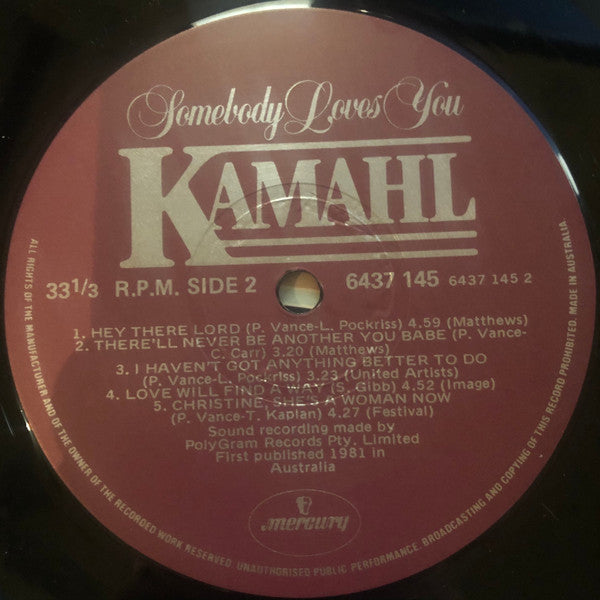 Somebody Loves You
KAMAHL
33 1/3 R.P.M. SIDE 2
6437 145 6437 145 2
1. HEY THERE LORD (P. Vance-L. Pockriss) 4.59 (Matthews)
2. THERE'LL NEVER BE ANOTHER YOU BABE (P. Vance-
C. Carr) 3.20 (Matthews)
3. I HAVEN'T GOT ANYTHING BETTER TO DO
(P. Vance-L. Pockriss) 3.23 (United Artists)
4. LOVE WILL FIND A WAY (S. Gibb) 4.52 (Image)
5. CHRISTINE, SHE'S A WOMAN NOW
(P. Vance-T. Kaplan) 4.27 (Festival)
Sound recording made by
PolyGram Records Pty. Limited
First published 1981 in
Australia
mercury
ALL RIGHTS OF THE MANUFACTURER AND OF THE OWNER OF THE RECORDED WORK RESERVED. UNAUTHORISED PUBLIC PERFORMANCE, BROADCASTING AND COPYING OF THIS RECORD PROHIBITED. MADE IN AUSTRALIA.